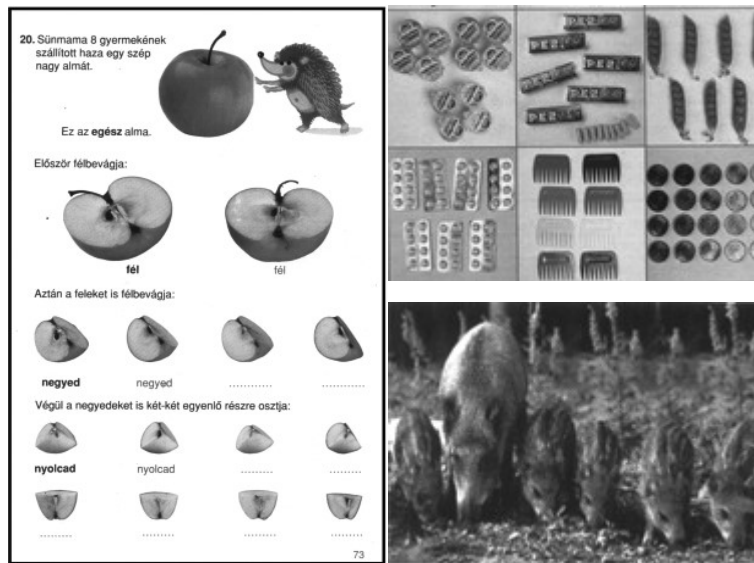 20. Sünmama 8 gyermekének
szállított haza egy szép
nagy almát.
Ez az egész alma.
Először félbevágja:
fél fél
Aztán a feleket is félbevágja:
negyed negyed ............ ............
Végül a negyedeket is két-két egyenlő részre osztja:
nyolcad nyolcad ......... .........
......... ......... ......... .........
73
PEZ
PEZ
PEZ
PEZ
PEZ